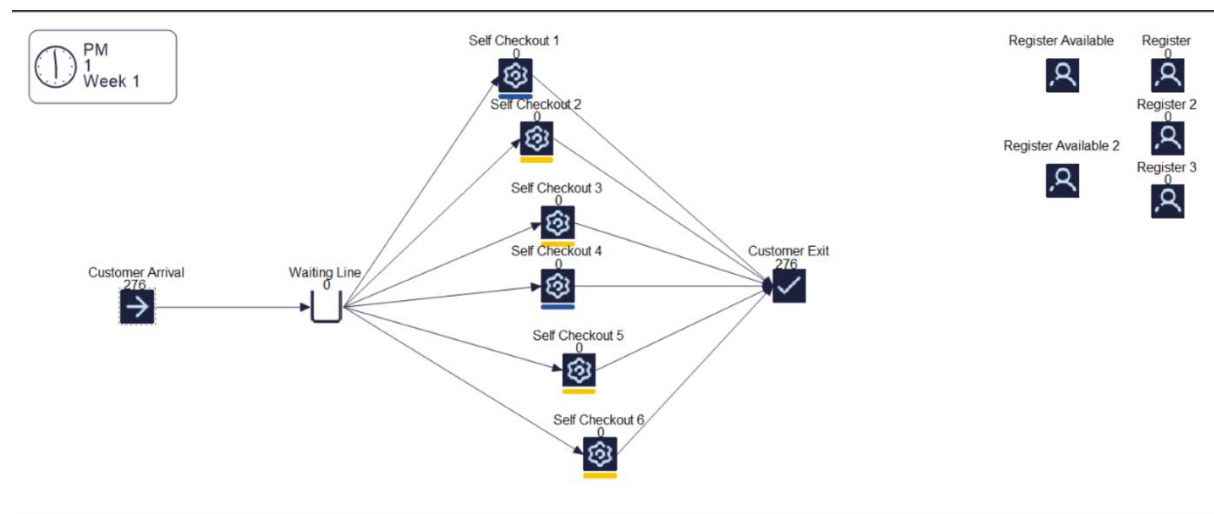 PM
1
Week 1
Self Checkout 1
0
Self Checkout 2
0
Self Checkout 3
0
Self Checkout 4
0
Self Checkout 5
0
Self Checkout 6
0
Customer Arrival
276
Waiting Line
0
Customer Exit
276
Register Available
Register
0
Register 2
0
Register Available 2
Register 3
0